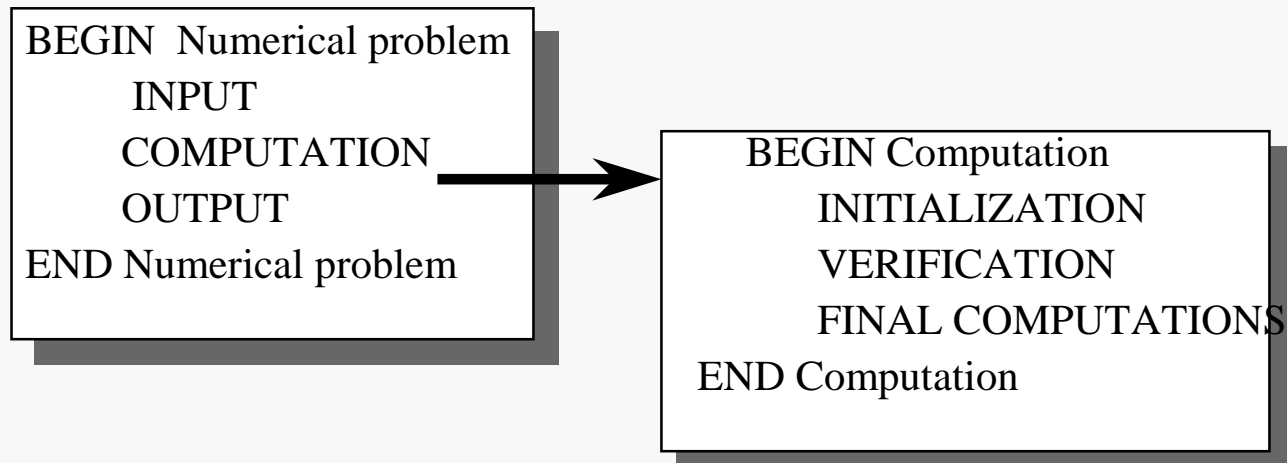 BEGIN Numerical problem
INPUT
COMPUTATION
OUTPUT
END Numerical problem
BEGIN Computation
INITIALIZATION
VERIFICATION
FINAL COMPUTATIONS
END Computation